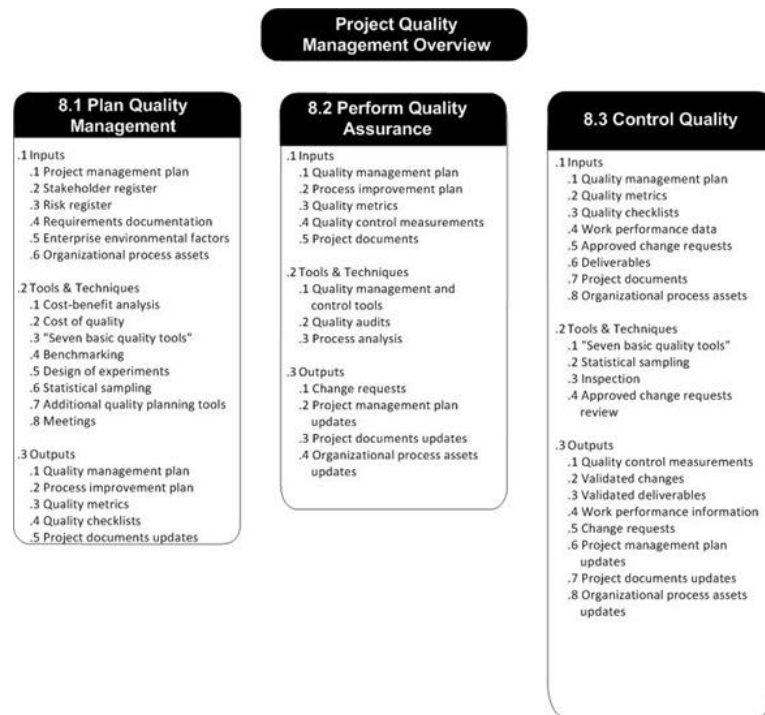 Project Quality
Management Overview
8.1 Plan Quality
Management
.1 Inputs
.1 Project management plan
.2 Stakeholder register
.3 Risk register
.4 Requirements documentation
.5 Enterprise environmental factors
.6 Organizational process assets
.2 Tools & Techniques
.1 Cost-benefit analysis
.2 Cost of quality
.3 "Seven basic quality tools"
.4 Benchmarking
.5 Design of experiments
.6 Statistical sampling
.7 Additional quality planning tools
.8 Meetings
.3 Outputs
.1 Quality management plan
.2 Process improvement plan
.3 Quality metrics
.4 Quality checklists
.5 Project documents updates
8.2 Perform Quality
Assurance
.1 Inputs
.1 Quality management plan
.2 Process improvement plan
.3 Quality metrics
.4 Quality control measurements
.5 Project documents
.2 Tools & Techniques
.1 Quality management and
control tools
.2 Quality audits
.3 Process analysis
.3 Outputs
.1 Change requests
.2 Project management plan
updates
.3 Project documents updates
.4 Organizational process assets
updates
8.3 Control Quality
.1 Inputs
.1 Quality management plan
.2 Quality metrics
.3 Quality checklists
.4 Work performance data
.5 Approved change requests
.6 Deliverables
.7 Project documents
.8 Organizational process assets
.2 Tools & Techniques
.1 "Seven basic quality tools"
.2 Statistical sampling
.3 Inspection
.4 Approved change requests
review
.3 Outputs
.1 Quality control measurements
.2 Validated changes
.3 Validated deliverables
.4 Work performance information
.5 Change requests
.6 Project management plan
updates
.7 Project documents updates
.8 Organizational process assets
updates